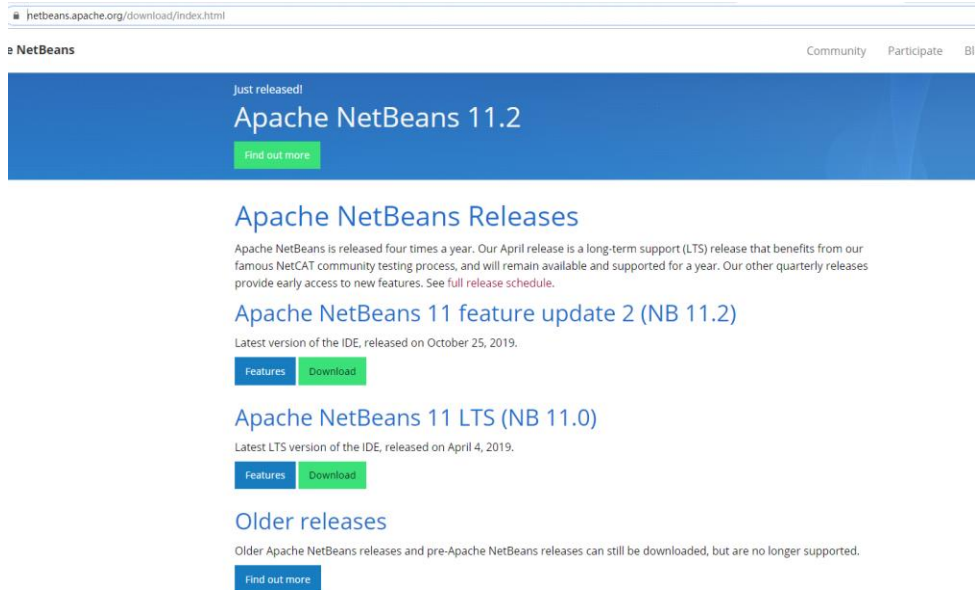 netbeans.apache.org/download/index.html
e NetBeans
Community Participate Bl
Just released!
Apache NetBeans 11.2
Find out more
Apache NetBeans Releases
Apache NetBeans is released four times a year. Our April release is a long-term support (LTS) release that benefits from our
famous NetCAT community testing process, and will remain available and supported for a year. Our other quarterly releases
provide early access to new features. See full release schedule.
Apache NetBeans 11 feature update 2 (NB 11.2)
Latest version of the IDE, released on October 25, 2019.
Features Download
Apache NetBeans 11 LTS (NB 11.0)
Latest LTS version of the IDE, released on April 4, 2019.
Features Download
Older releases
Older Apache NetBeans releases and pre-Apache NetBeans releases can still be downloaded, but are no longer supported.
Find out more